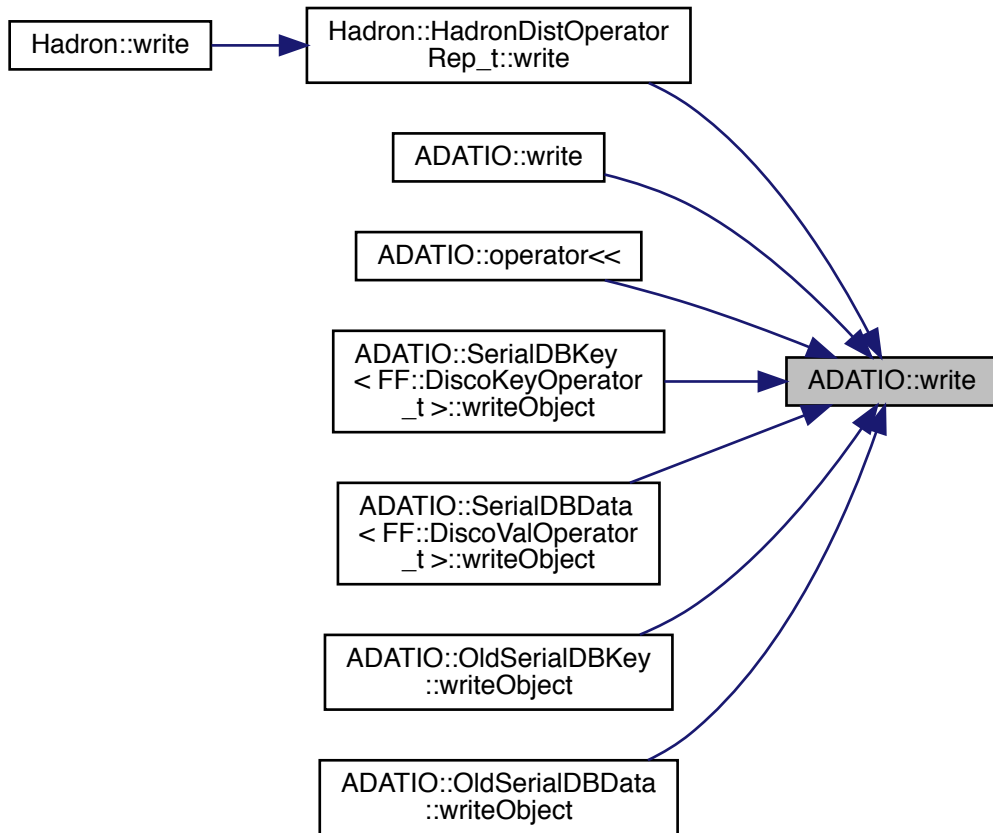 Hadron::write
Hadron::HadronDistOperator
Rep_t::write
ADATIO::write
ADATIO::operator<<
ADATIO::SerialDBKey
< FF::DiscoKeyOperator
_t >::writeObject
ADATIO::write
ADATIO::SerialDBData
< FF::DiscoValOperator
_t >::writeObject
ADATIO::OldSerialDBKey
::writeObject
ADATIO::OldSerialDBData
::writeObject